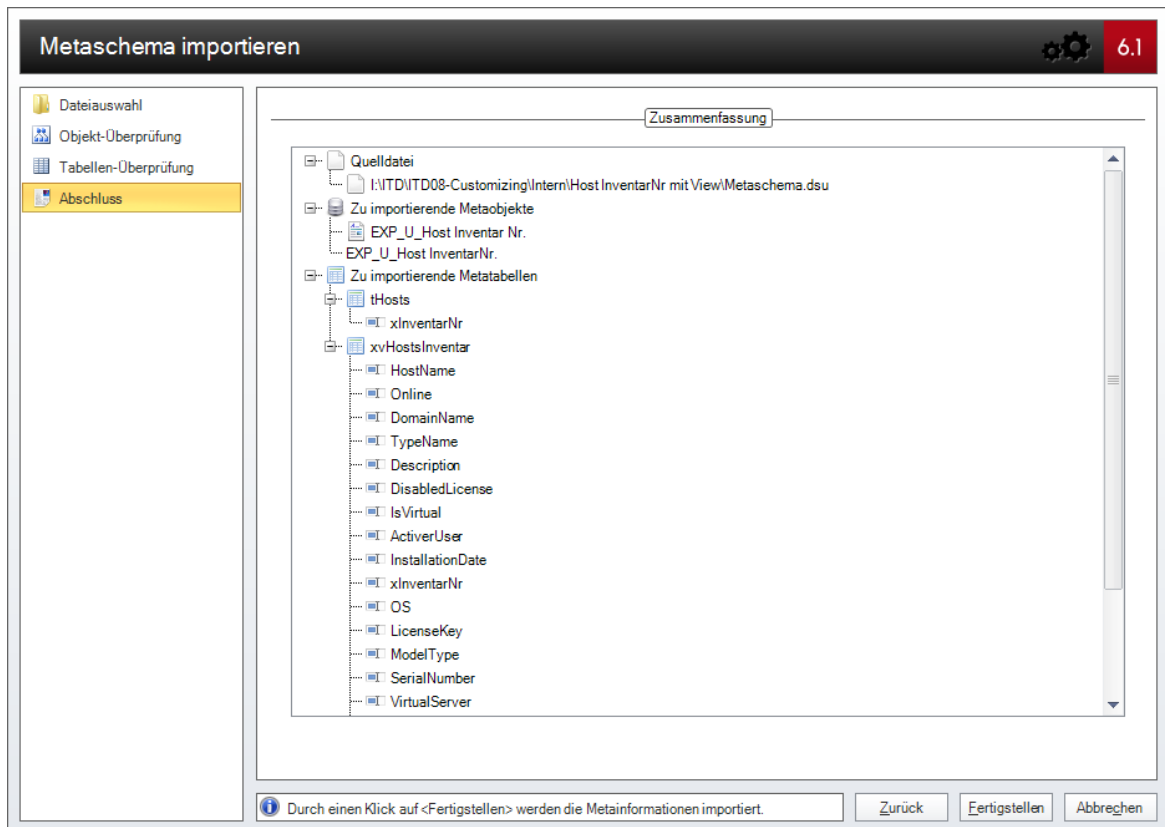 Metaschema importieren
6.1
Dateiauswahl
Objekt-Überprüfung
Tabellen-Überprüfung
Abschluss
Zusammenfassung
Quelldatei
I:\ITD\ITD08-Customizing\Intern\Host InventarNr mit View\Metaschema.dsu
Zu importierende Metaobjekte
EXP_U_Host Inventar Nr.
EXP_U_Host InventarNr.
Zu importierende Metatabellen
tHosts
xInventarNr
xvHostsInventar
HostName
Online
DomainName
TypeName
Description
DisabledLicense
IsVirtual
ActiverUser
InstallationDate
xInventarNr
OS
LicenseKey
ModelType
SerialNumber
VirtualServer
Durch einen Klick auf <Fertigstellen> werden die Metainformationen importiert.
Zurück
Fertigstellen
Abbrechen